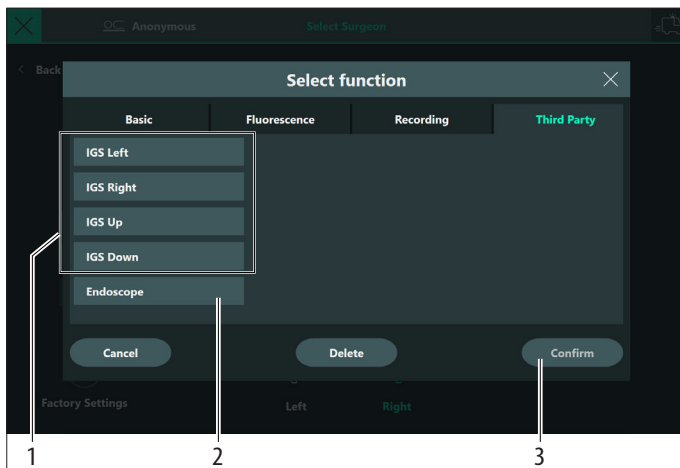 Anonymous Select Surgeon
Back
Select function
Basic Fluorescence Recording Third Party
IGS Left
IGS Right
IGS Up
IGS Down
Endoscope
Cancel Delete Confirm
Factory Settings Left Right
1 2 3